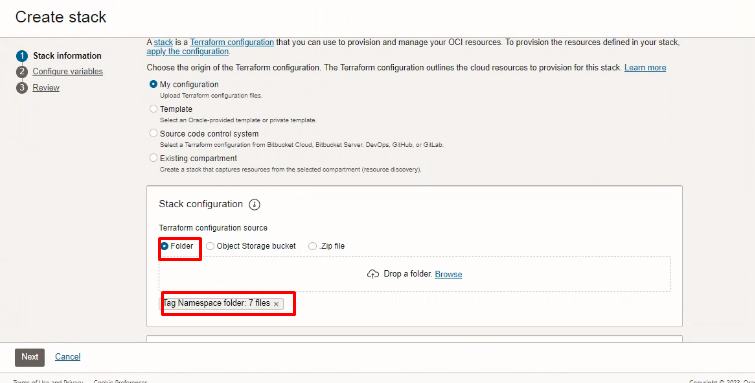 Create stack
1 Stack information
2 Configure variables
3 Review
A stack is a Terraform configuration that you can use to provision and manage your OCI resources. To provision the resources defined in your stack,
apply the configuration.
Choose the origin of the Terraform configuration. The Terraform configuration outlines the cloud resources to provision for this stack. Learn more
My configuration
Upload Terraform configuration files.
Template
Select an Oracle-provided template or private template.
Source code control system
Select a Terraform configuration from Bitbucket Cloud, Bitbucket Server, DevOps, GitHub, or GitLab.
Existing compartment
Create a stack that captures resources from the selected compartment (resource discovery).
Stack configuration
Terraform configuration source
Folder Object Storage bucket .Zip file
Drop a folder. Browse
Tag Namespace folder: 7 files ×
Next Cancel
Terms of Use and Privacy Cookie Preferences Copyright © 2023,